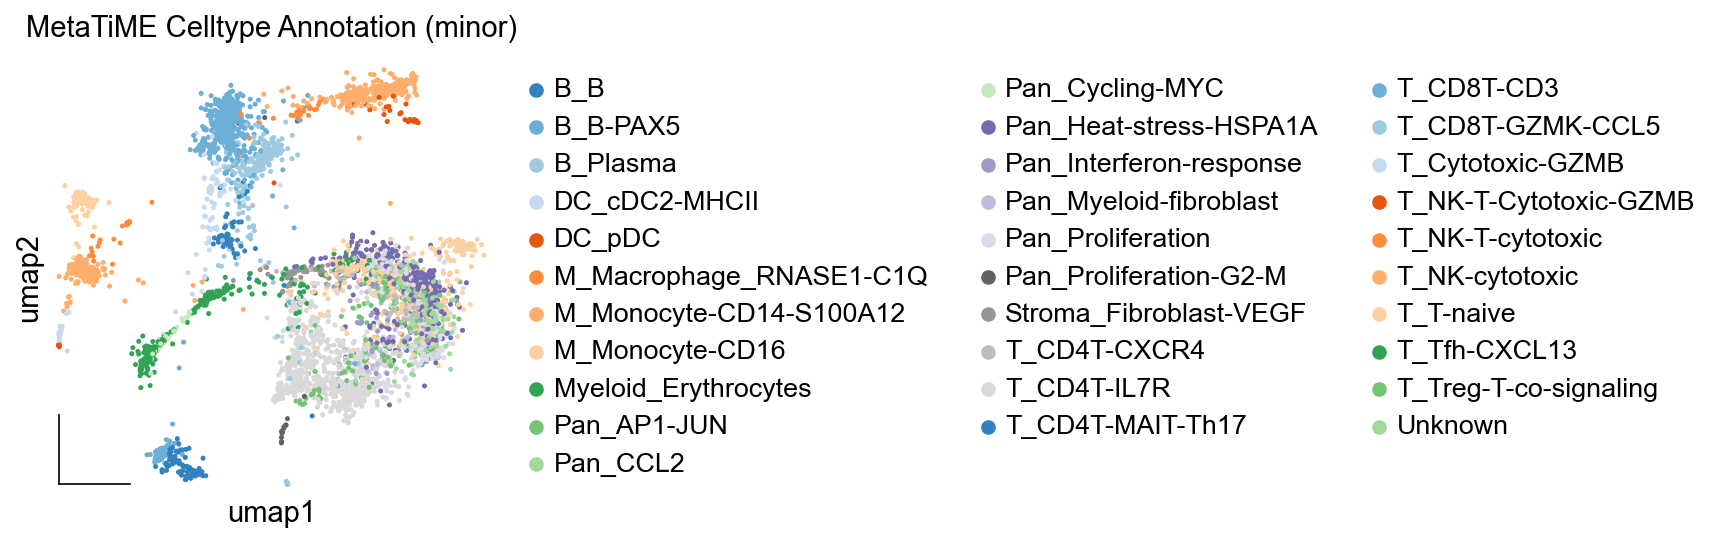 MetaTiME Celltype Annotation (minor)
B_B
B_B-PAX5
B_Plasma
DC_cDC2-MHCII
DC_pDC
M_Macrophage_RNASE1-C1Q
M_Monocyte-CD14-S100A12
M_Monocyte-CD16
Myeloid_Erythrocytes
Pan_AP1-JUN
Pan_CCL2
Pan_Cycling-MYC
Pan_Heat-stress-HSPA1A
Pan_Interferon-response
Pan_Myeloid-fibroblast
Pan_Proliferation
Pan_Proliferation-G2-M
Stroma_Fibroblast-VEGF
T_CD4T-CXCR4
T_CD4T-IL7R
T_CD4T-MAIT-Th17
T_CD8T-CD3
T_CD8T-GZMK-CCL5
T_Cytotoxic-GZMB
T_NK-T-Cytotoxic-GZMB
T_NK-T-cytotoxic
T_NK-cytotoxic
T_T-naive
T_Tfh-CXCL13
T_Treg-T-co-signaling
Unknown
umap2
umap1